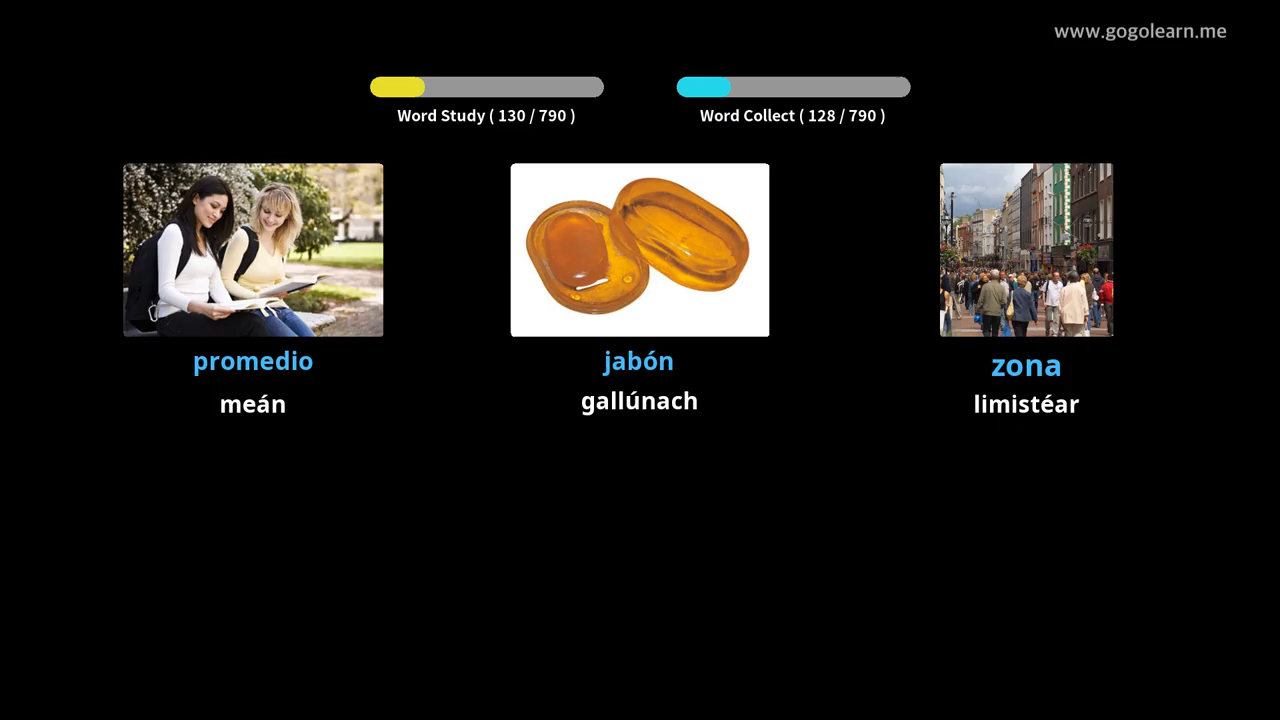 www.gogolearn.me
Word Study ( 130 / 790 )
Word Collect ( 128 / 790 )
promedio
meán
jabón
gallúnach
zona
limistéar